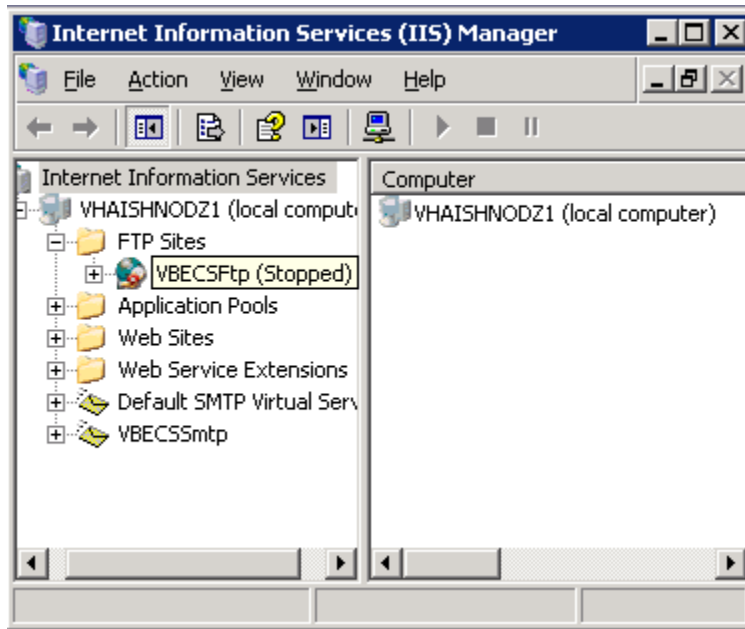 Internet Information Services (IIS) Manager
File Action View Window Help
Internet Information Services
VHAISHNODZ1 (local compute
FTP Sites
VBECSFtp (Stopped)
Application Pools
Web Sites
Web Service Extensions
Default SMTP Virtual Serv
VBECSSmtp
Computer
VHAISHNODZ1 (local computer)